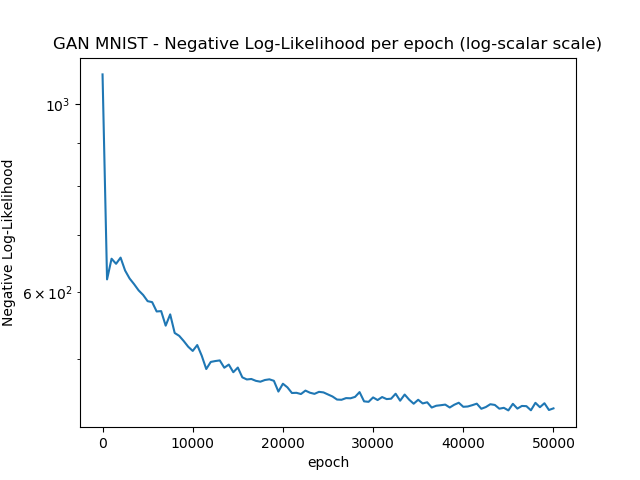 GAN MNIST - Negative Log-Likelihood per epoch (log-scalar scale)
10³
6 × 10²
Negative Log-Likelihood
0 10000 20000 30000 40000 50000
epoch